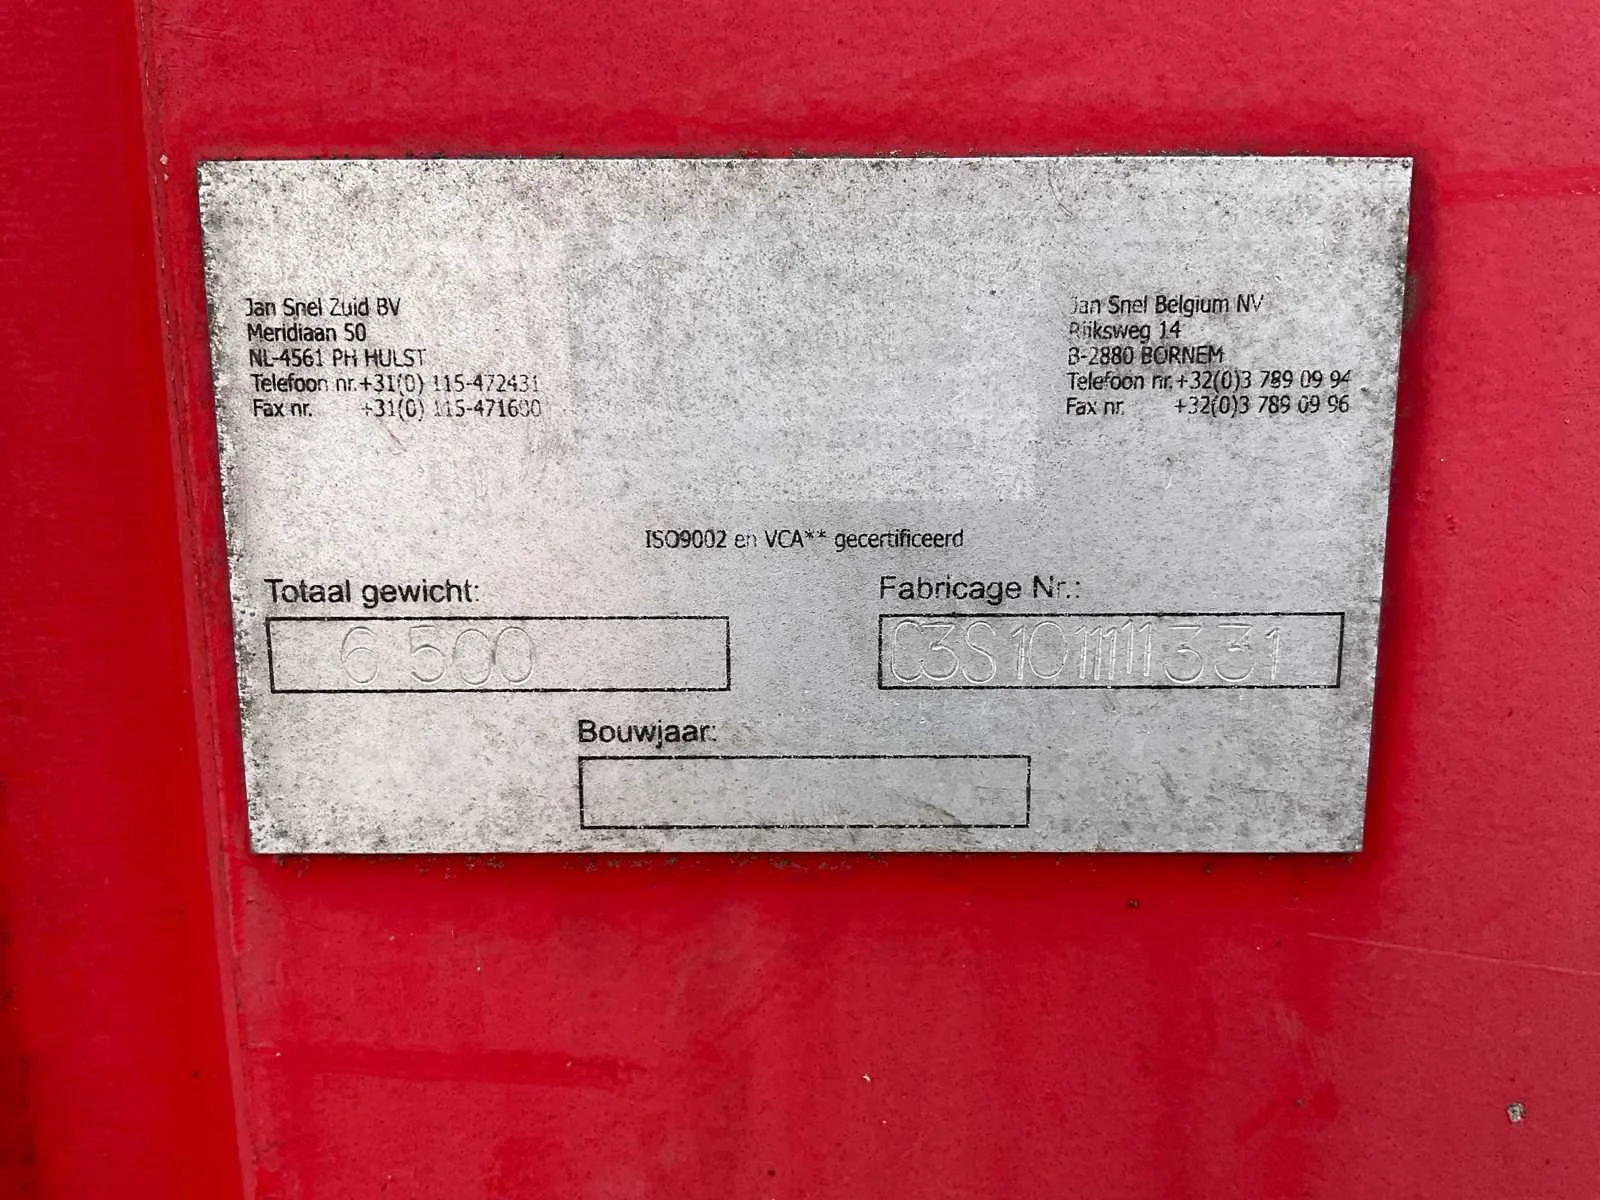 Jan Snel Zuid BV
Meridiaan 50
NL-4561 PH HULST
Telefoon nr.+31(0) 115-472431
Fax nr. +31(0) 115-471600
Jan Snel Belgium NV
Rijksweg 14
B-2880 BORNEM
Telefoon nr.+32(0)3 789 09 94
Fax nr. +32(0)3 789 09 96
ISO9002 en VCA** gecertificeerd
Totaal gewicht:
6 500
Fabricage Nr.:
C3S101111331
Bouwjaar: